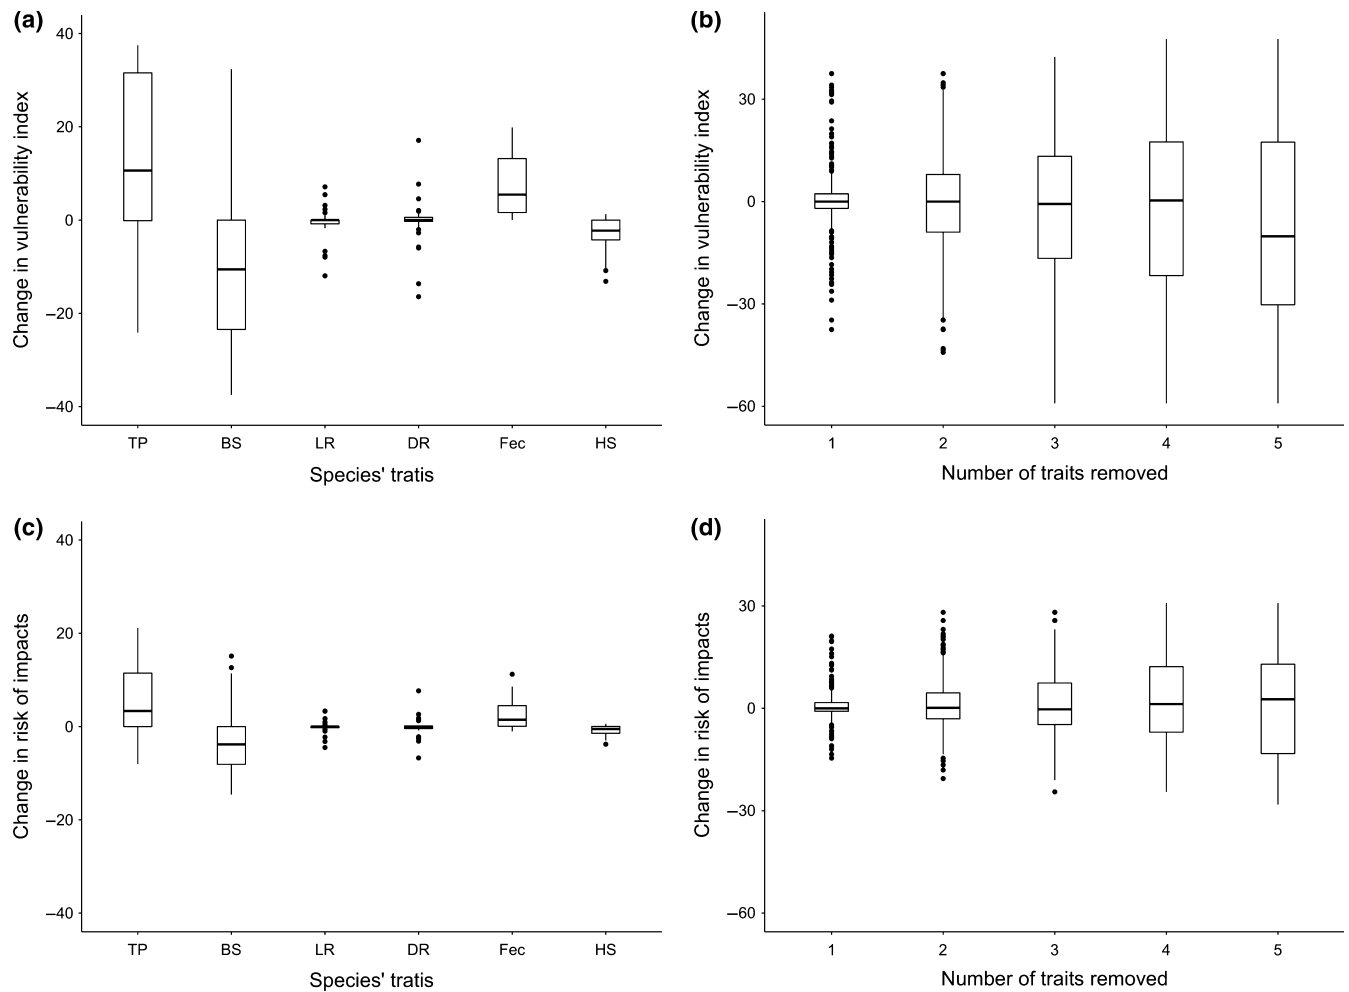 (a)
Change in vulnerability index
40
20
0
–20
–40
TP BS LR DR Fec HS
Species' tratis
(b)
Change in vulnerability index
30
0
–30
–60
1 2 3 4 5
Number of traits removed
(c)
Change in risk of impacts
40
20
0
–20
–40
TP BS LR DR Fec HS
Species' tratis
(d)
Change in risk of impacts
30
0
–30
–60
1 2 3 4 5
Number of traits removed